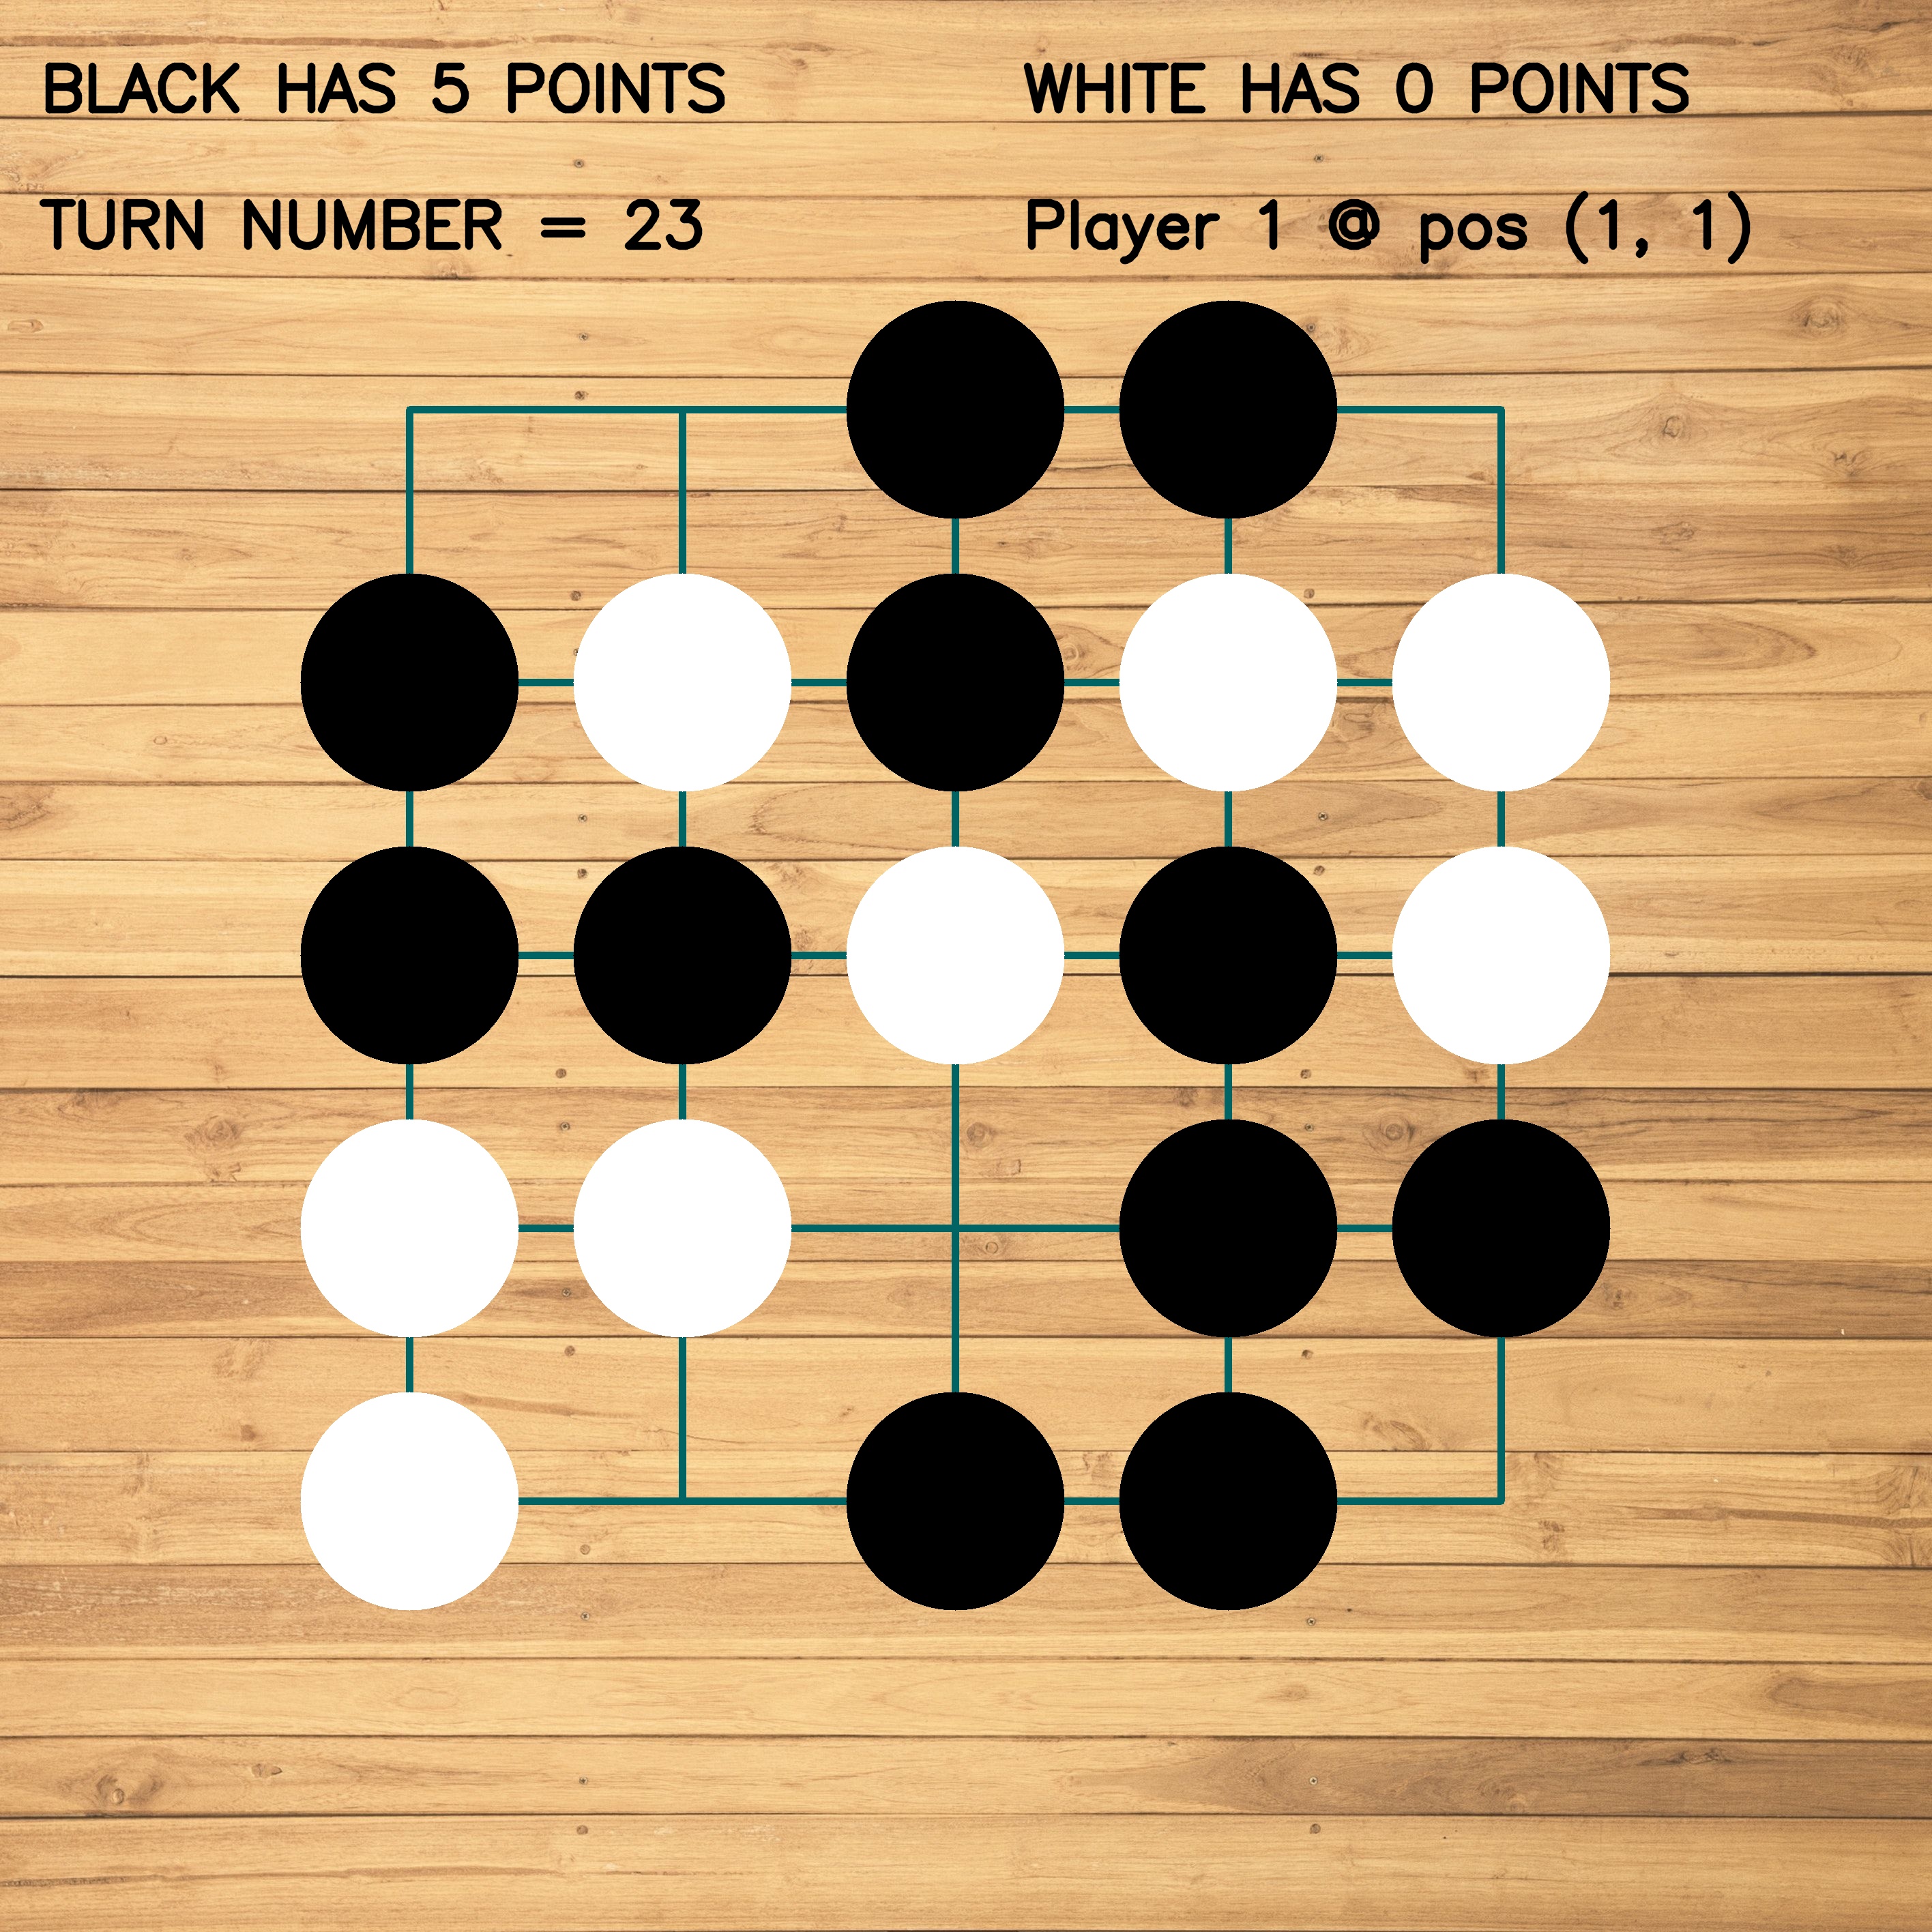 BLACK HAS 5 POINTS
WHITE HAS 0 POINTS
TURN NUMBER = 23
Player 1 @ pos (1, 1)